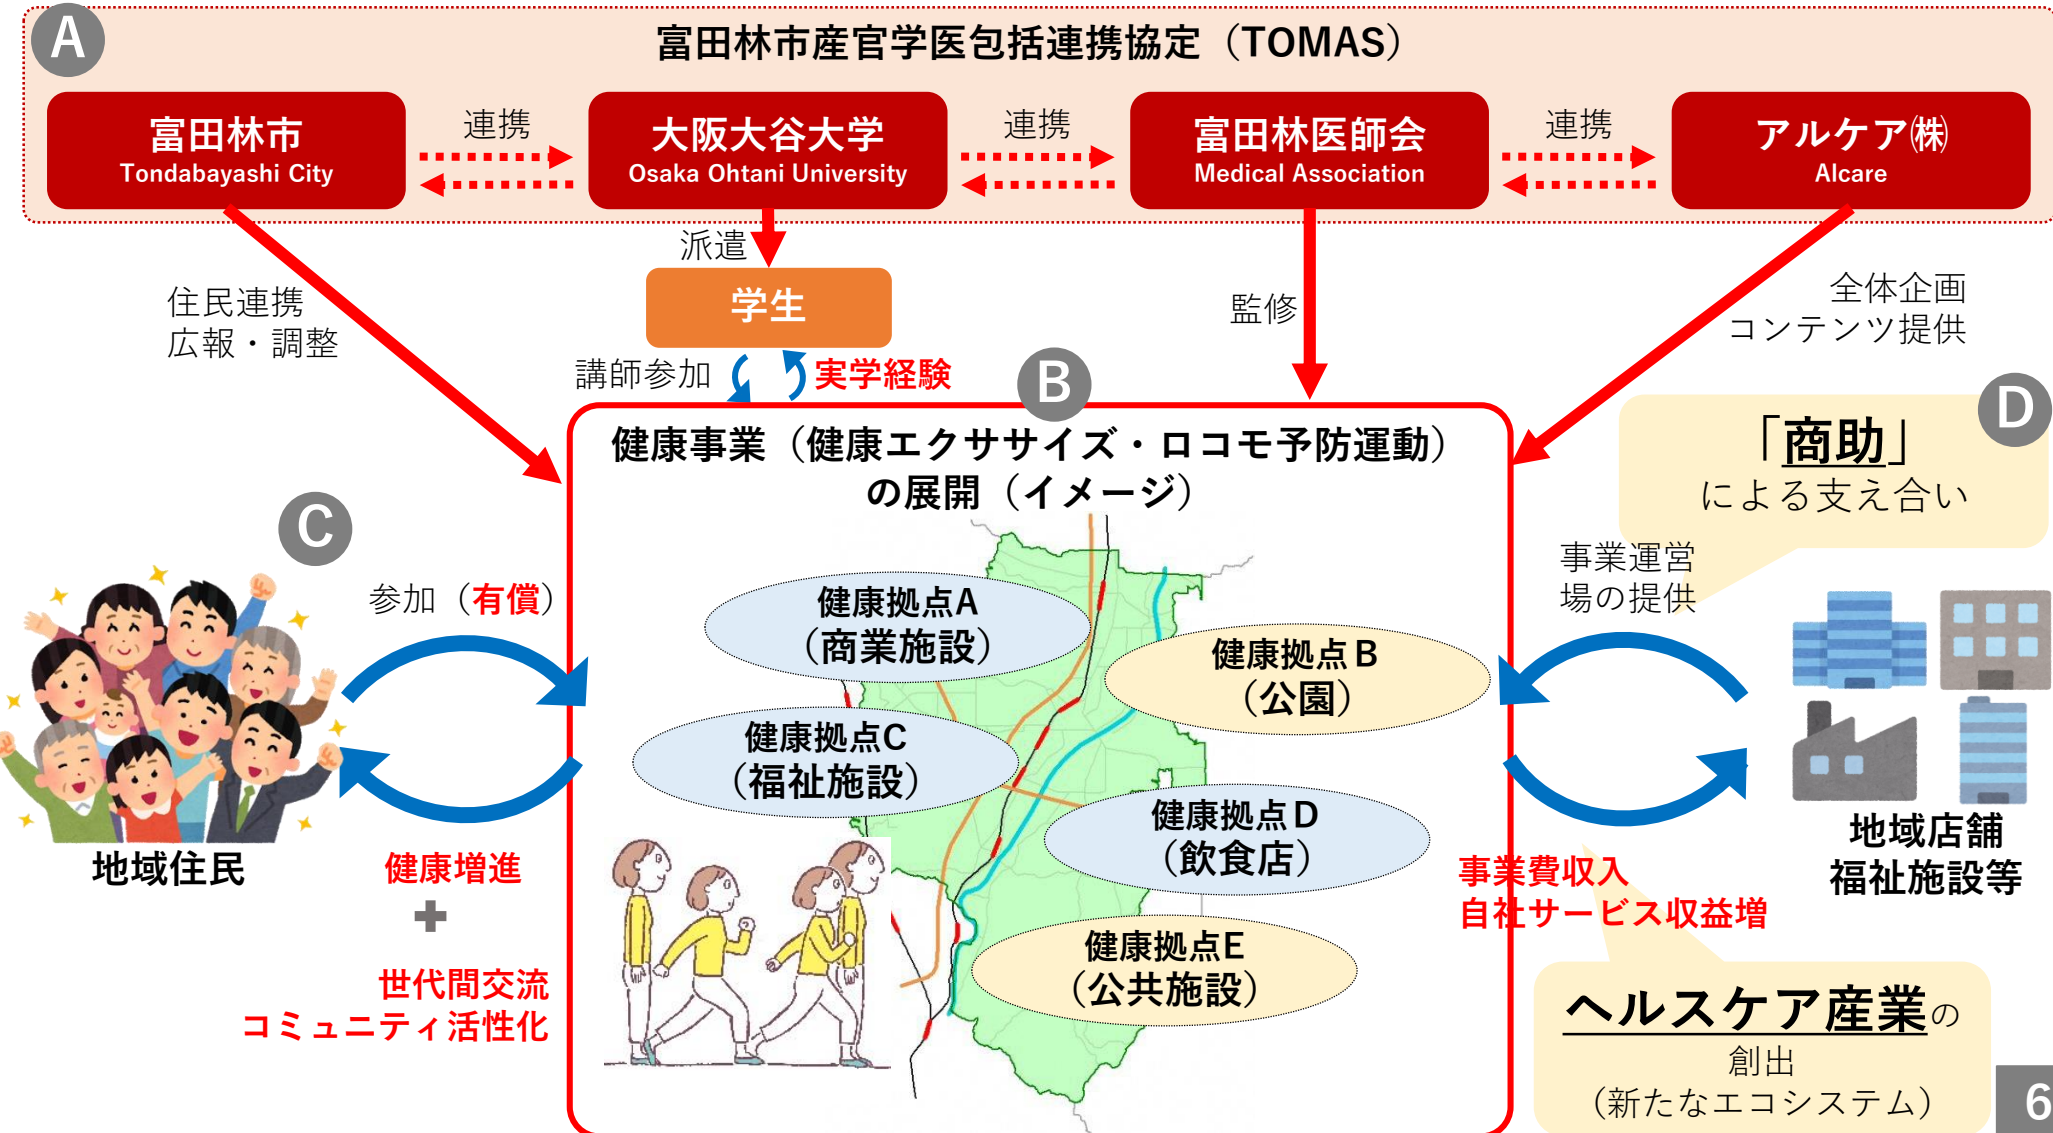 A
富田林市産官学医包括連携協定（TOMAS）
富田林市
Tondabayashi City
連携
大阪大谷大学
Osaka Ohtani University
連携
富田林医師会
Medical Association
連携
アルケア㈱
Alcare
住民連携
広報・調整
派遣
学生
講師参加
実学経験
監修
全体企画
コンテンツ提供
B
健康事業（健康エクササイズ・ロコモ予防運動）
の展開（イメージ）
健康拠点A
（商業施設）
健康拠点B
（公園）
健康拠点C
（福祉施設）
健康拠点D
（飲食店）
健康拠点E
（公共施設）
C
参加（有償）
地域住民
健康増進
＋
世代間交流
コミュニティ活性化
D
「商助」
による支え合い
事業運営
場の提供
地域店舗
福祉施設等
事業費収入
自社サービス収益増
ヘルスケア産業の
創出
（新たなエコシステム）
6